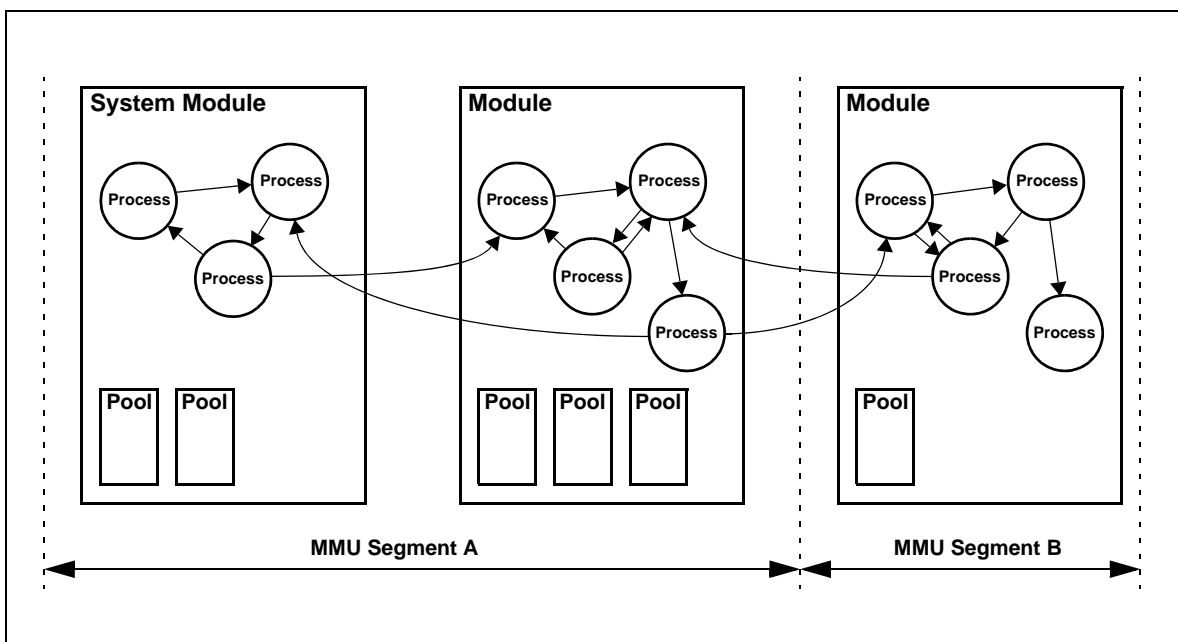 System Module
Module
Module
Process
Process
Process
Process
Process
Process
Process
Process
Process
Process
Process
Pool
Pool
Pool
Pool
Pool
Pool
MMU Segment A
MMU Segment B